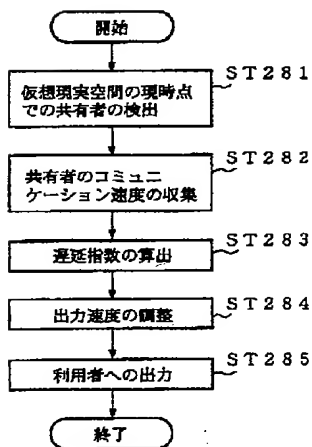 開始
ST281
仮想現実空間の現時点
での共有者の検出
ST282
共有者のコミュニ
ケーション速度の収集
ST283
遅延指数の算出
ST284
出力速度の調整
ST285
利用者への出力
終了